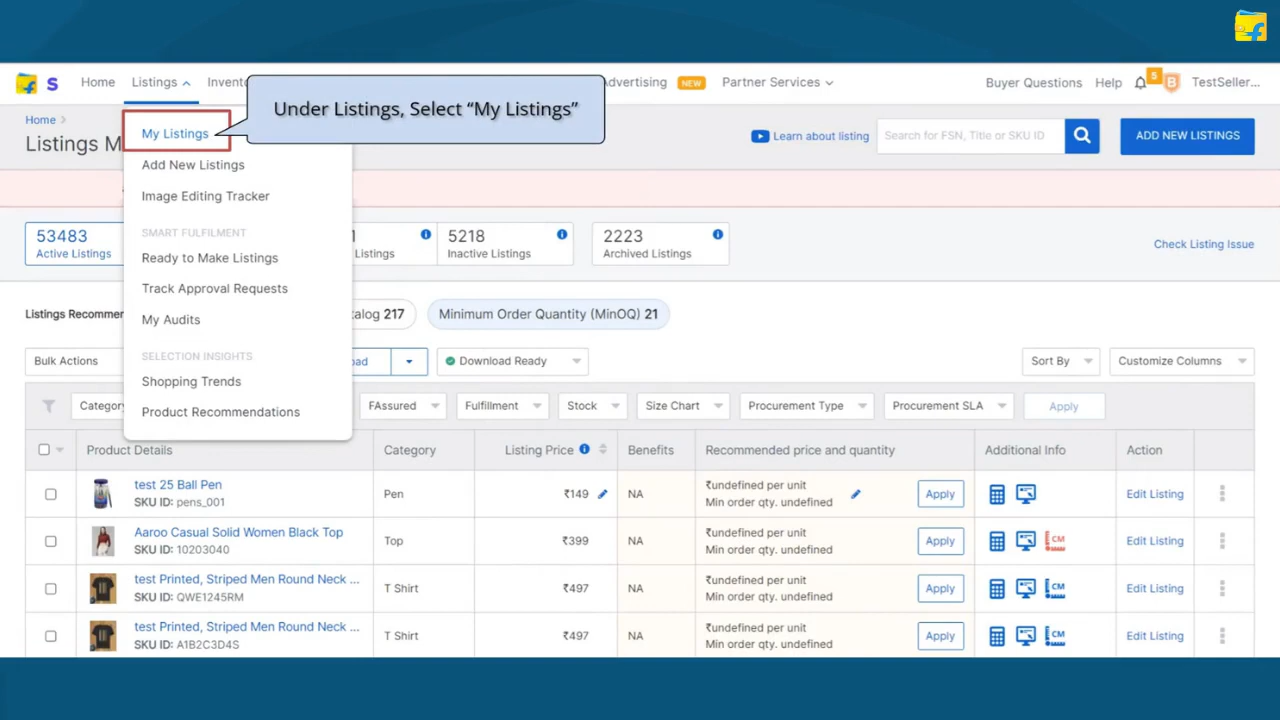 Home
Listings
Invent
Advertising
NEW
Partner Services
Buyer Questions
Help
5
TestSeller...
Under Listings, Select “My Listings”
Home
Listings M
Learn about listing
Search for FSN, Title or SKU ID
ADD NEW LISTINGS
My Listings
Add New Listings
Image Editing Tracker
SMART FULFILMENT
Ready to Make Listings
Track Approval Requests
My Audits
SELECTION INSIGHTS
Shopping Trends
Product Recommendations
53483
Active Listings
Listings
5218
Inactive Listings
2223
Archived Listings
Check Listing Issue
Listings Recommen
alog 217
Minimum Order Quantity (MinOQ) 21
Bulk Actions
oad
Download Ready
Sort By
Customize Columns
Category
FAssured
Fulfillment
Stock
Size Chart
Procurement Type
Procurement SLA
Apply
Product Details
Category
Listing Price
Benefits
Recommended price and quantity
Additional Info
Action
test 25 Ball Pen
SKU ID: pens_001
Pen
₹149
NA
₹undefined per unit
Min order qty. undefined
Apply
Edit Listing
Aaroo Casual Solid Women Black Top
SKU ID: 10203040
Top
₹399
NA
₹undefined per unit
Min order qty. undefined
Apply
CM
Edit Listing
test Printed, Striped Men Round Neck ...
SKU ID: QWE1245RM
T Shirt
₹497
NA
₹undefined per unit
Min order qty. undefined
Apply
CM
Edit Listing
test Printed, Striped Men Round Neck ...
SKU ID: A1B2C3D4S
T Shirt
₹497
NA
₹undefined per unit
Min order qty. undefined
Apply
CM
Edit Listing